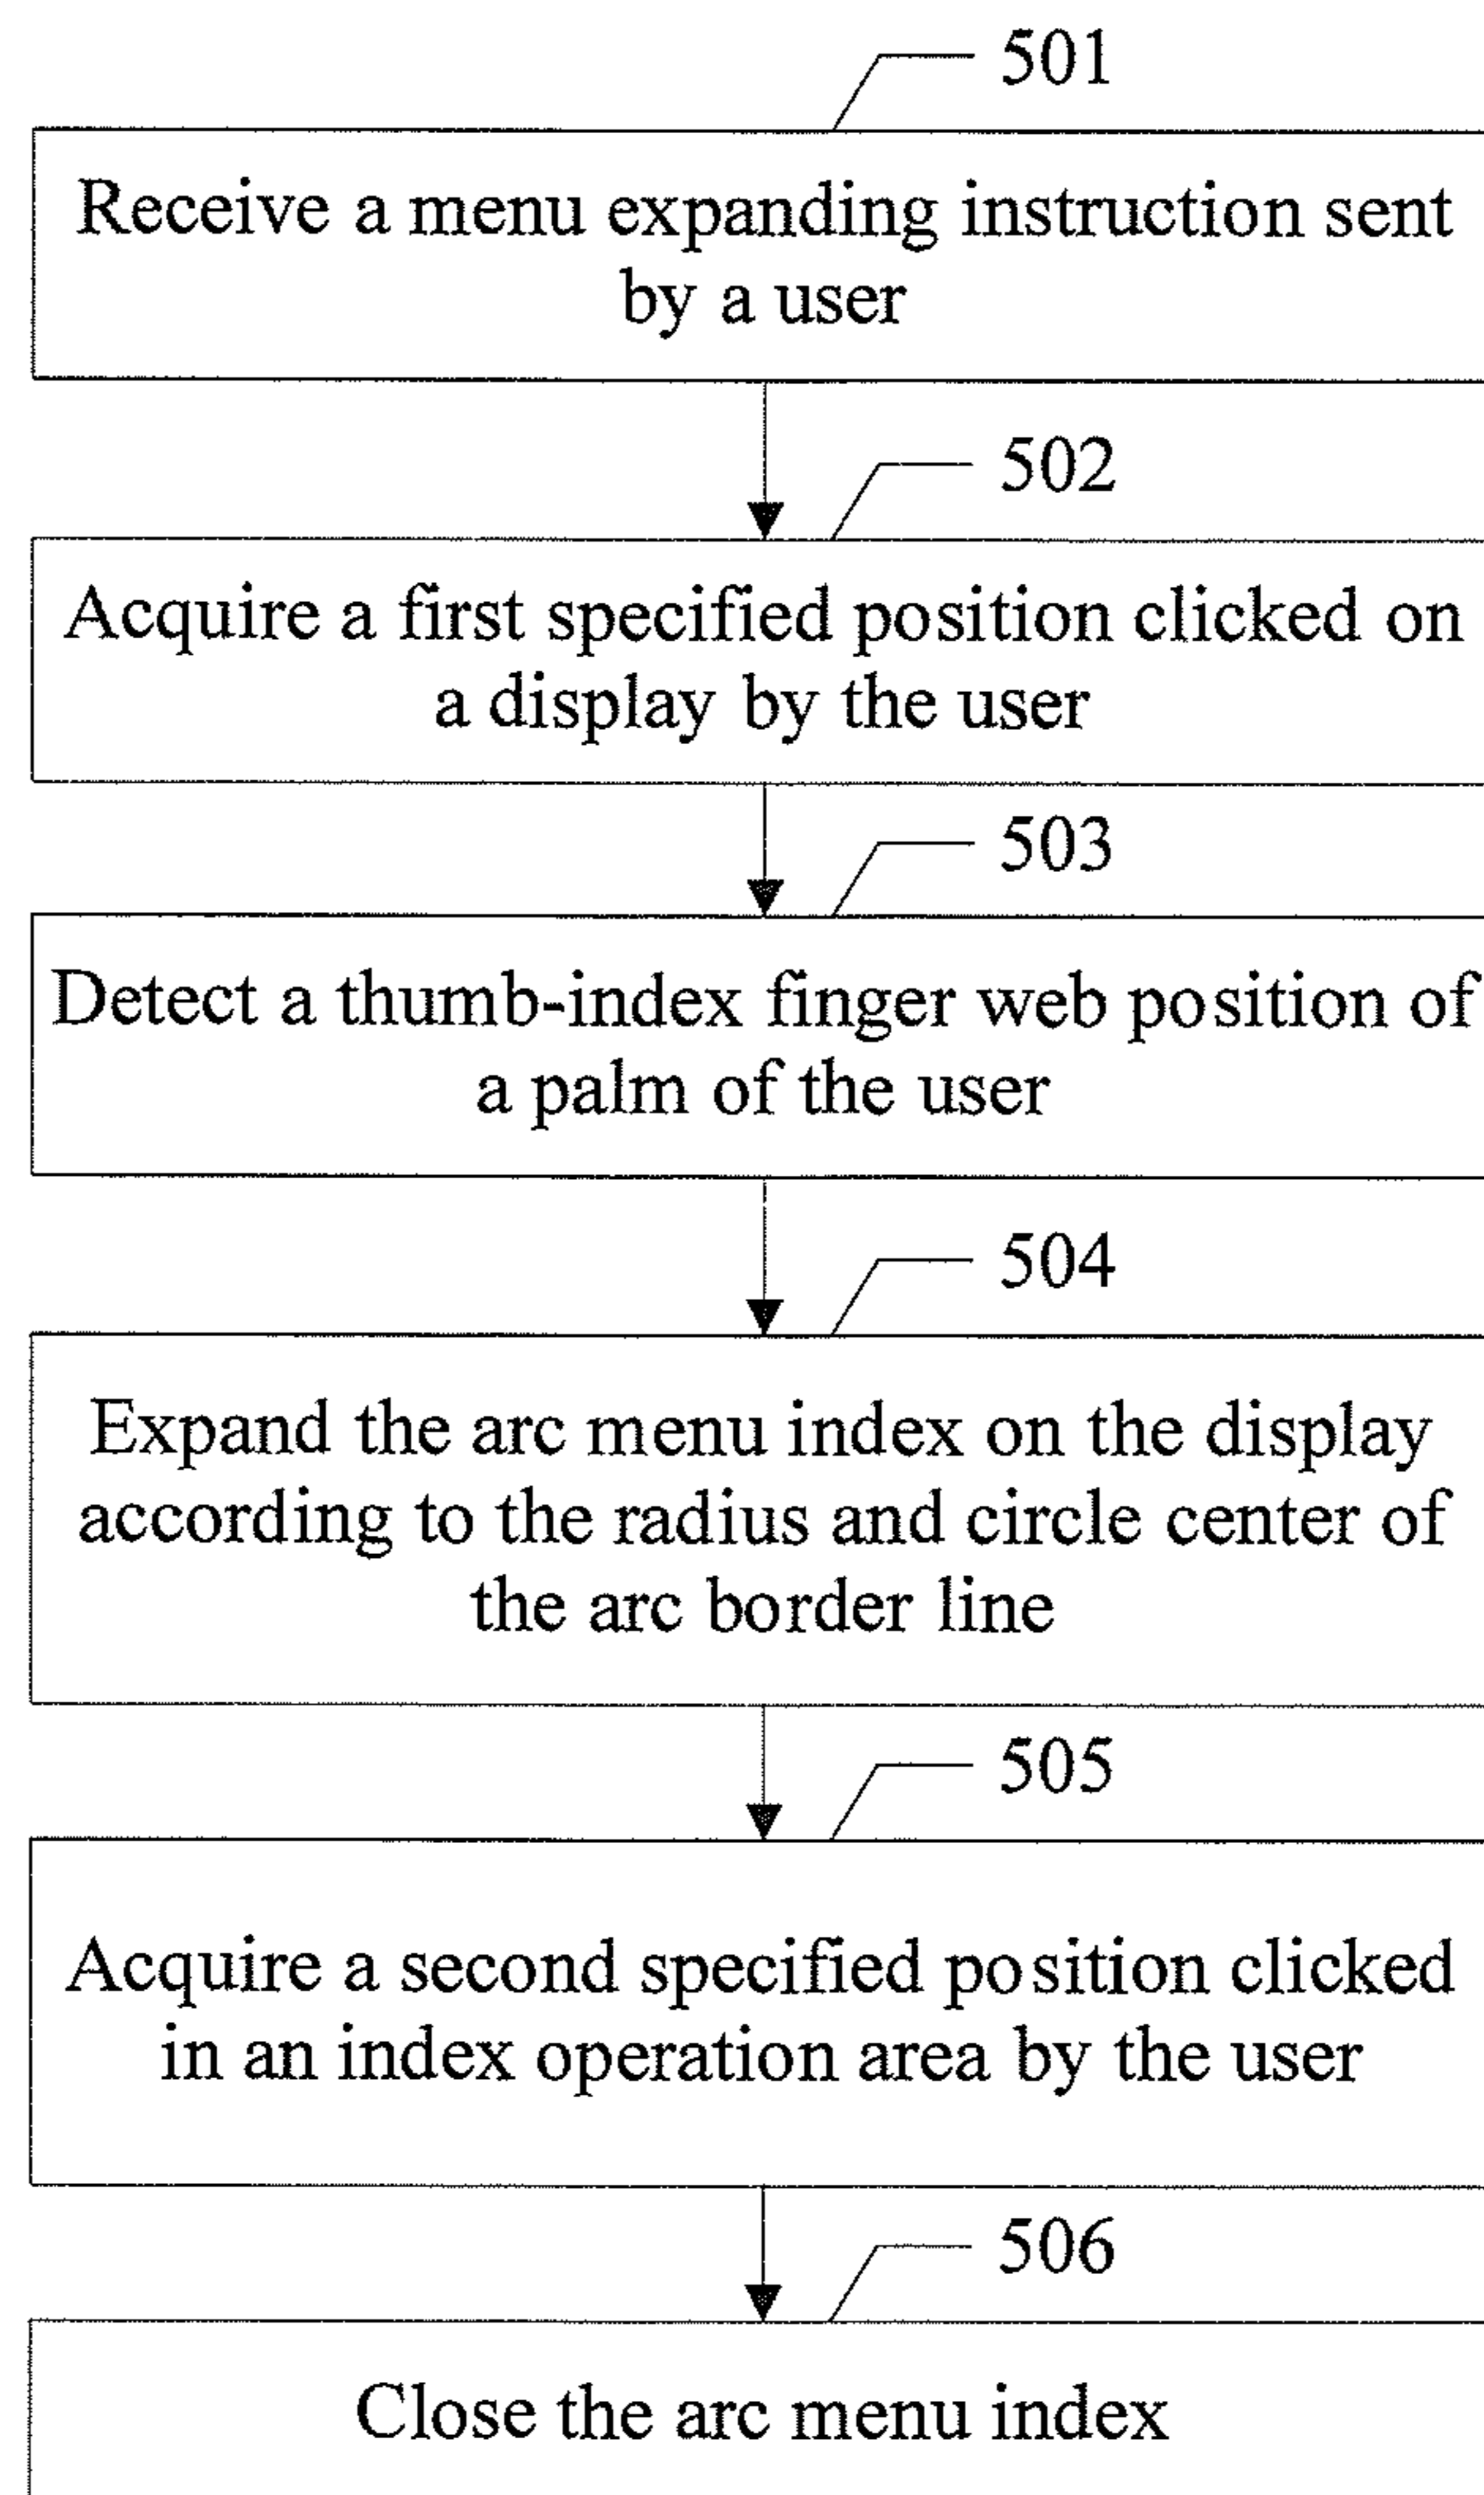 501
Receive a menu expanding instruction sent
by a user
502
Acquire a first specified position clicked on
a display by the user
503
Detect a thumb-index finger web position of
a palm of the user
504
Expand the arc menu index on the display
according to the radius and circle center of
the arc border line
505
Acquire a second specified position clicked
in an index operation area by the user
506
Close the arc menu index